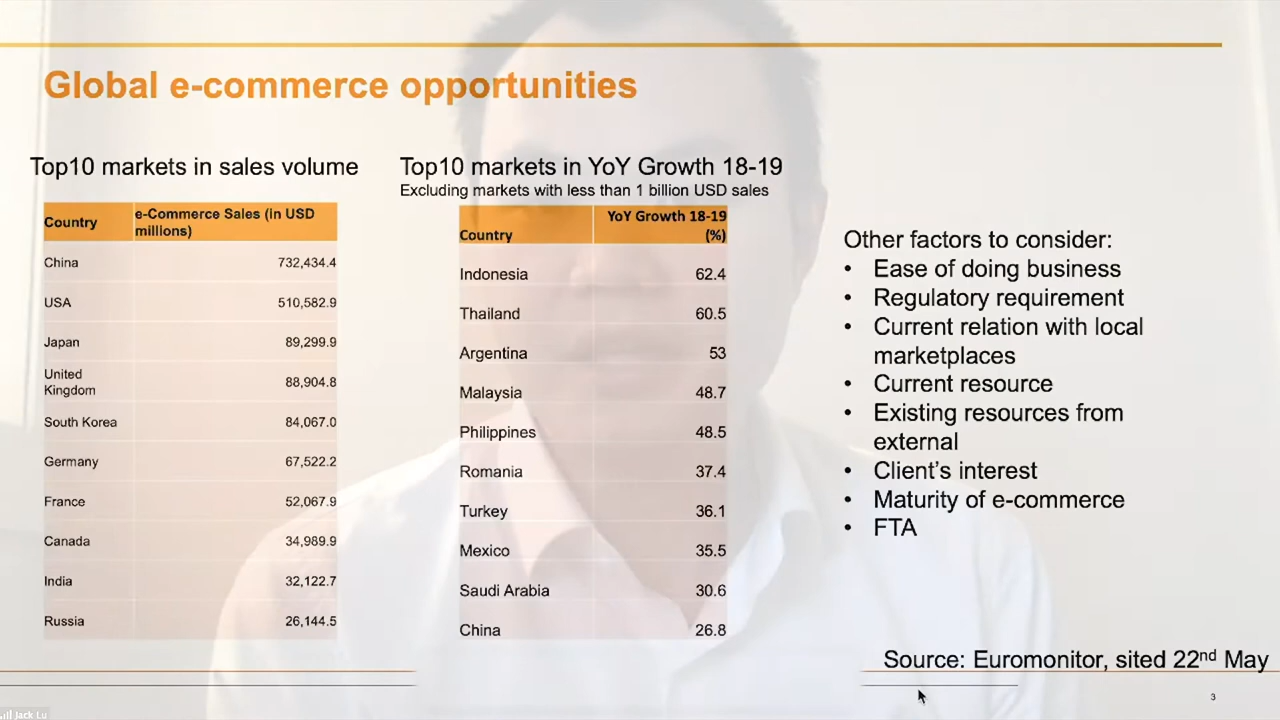 Global e-commerce opportunities
Top10 markets in sales volume
Country e-Commerce Sales (in USD
millions)
China 732,434.4
USA 510,582.9
Japan 89,299.9
United
Kingdom 88,904.8
South Korea 84,067.0
Germany 67,522.2
France 52,067.9
Canada 34,989.9
India 32,122.7
Russia 26,144.5
Top10 markets in YoY Growth 18-19
Excluding markets with less than 1 billion USD sales
Country YoY Growth 18-19
(%)
Indonesia 62.4
Thailand 60.5
Argentina 53
Malaysia 48.7
Philippines 48.5
Romania 37.4
Turkey 36.1
Mexico 35.5
Saudi Arabia 30.6
China 26.8
Other factors to consider:
• Ease of doing business
• Regulatory requirement
• Current relation with local
marketplaces
• Current resource
• Existing resources from
external
• Client's interest
• Maturity of e-commerce
• FTA
Source: Euromonitor, sited 22nd May
3
Jack Lu